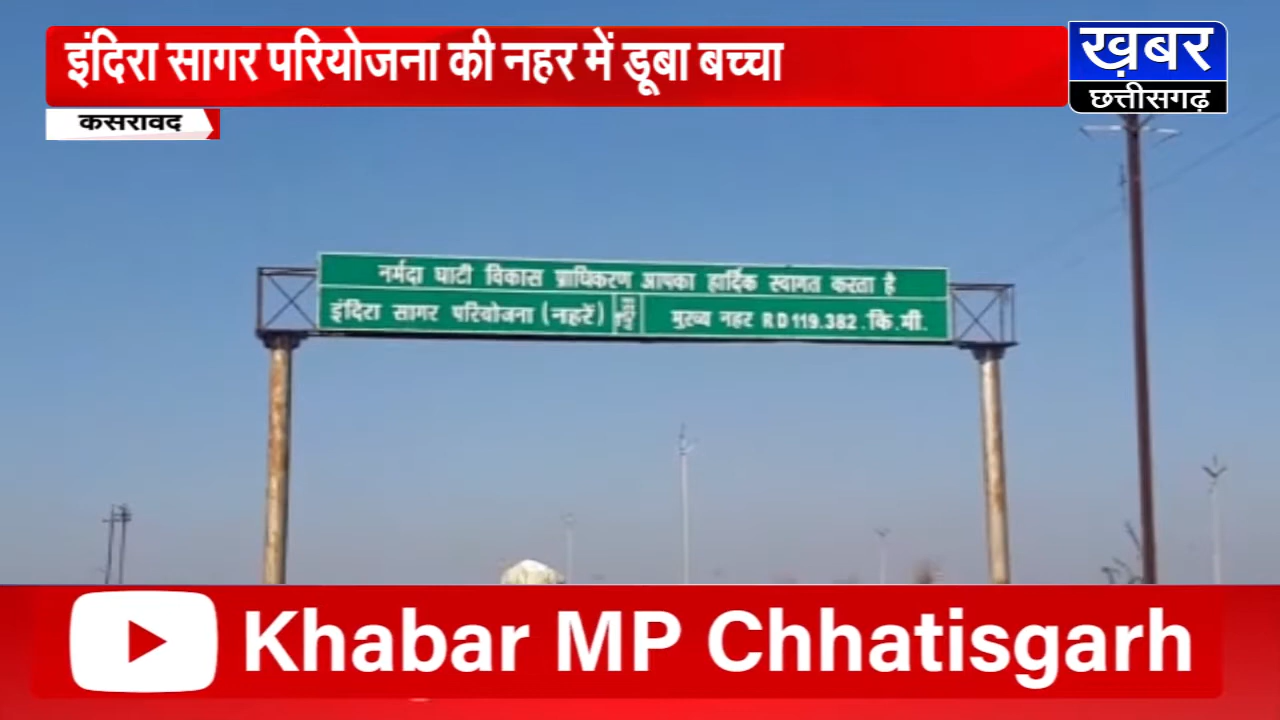 इंदिरा सागर परियोजना की नहर में डूबा बच्चा
ख़बर
छत्तीसगढ़
कसरावद
नर्मदा घाटी विकास प्राधिकरण आपका हार्दिक स्वागत करता है
इंदिरा सागर परियोजना (नहरें)
मुख्य नहर R D 119.382 .कि.मी.
Khabar MP Chhatisgarh